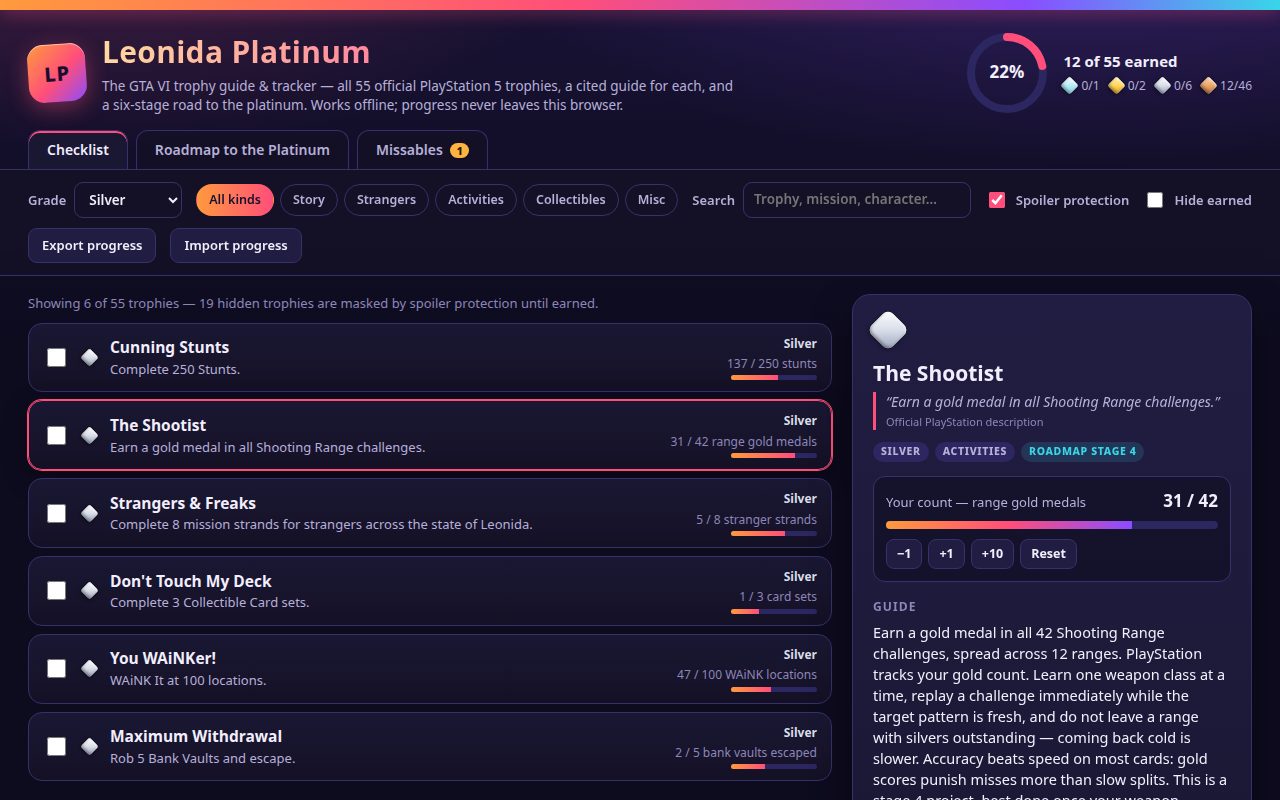 LP
Leonida Platinum
The GTA VI trophy guide & tracker — all 55 official PlayStation 5 trophies, a cited guide for each, and
a six-stage road to the platinum. Works offline; progress never leaves this browser.
22%
12 of 55 earned
0/1 0/2 0/6 12/46
Checklist Roadmap to the Platinum Missables 1
Grade Silver All kinds Story Strangers Activities Collectibles Misc Search Trophy, mission, character... Spoiler protection Hide earned
Export progress Import progress
Showing 6 of 55 trophies — 19 hidden trophies are masked by spoiler protection until earned.
Cunning Stunts
Complete 250 Stunts.
Silver
137 / 250 stunts
The Shootist
Earn a gold medal in all Shooting Range challenges.
Silver
31 / 42 range gold medals
Strangers & Freaks
Complete 8 mission strands for strangers across the state of Leonida.
Silver
5 / 8 stranger strands
Don't Touch My Deck
Complete 3 Collectible Card sets.
Silver
1 / 3 card sets
You WAiNKer!
WAiNK It at 100 locations.
Silver
47 / 100 WAiNK locations
Maximum Withdrawal
Rob 5 Bank Vaults and escape.
Silver
2 / 5 bank vaults escaped
The Shootist
“Earn a gold medal in all Shooting Range challenges.”
Official PlayStation description
SILVER ACTIVITIES ROADMAP STAGE 4
Your count — range gold medals 31 / 42
−1 +1 +10 Reset
GUIDE
Earn a gold medal in all 42 Shooting Range
challenges, spread across 12 ranges. PlayStation
tracks your gold count. Learn one weapon class at a
time, replay a challenge immediately while the
target pattern is fresh, and do not leave a range
with silvers outstanding — coming back cold is
slower. Accuracy beats speed on most cards: gold
scores punish misses more than slow splits. This is a
stage 4 project, best done once your weapon